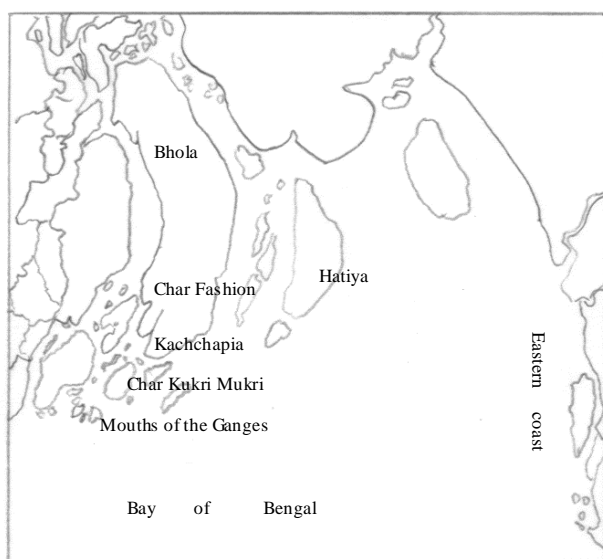 Bhola
Hatiya
Char Fashion
Kachchapia
Char Kukri Mukri
Mouths of the Ganges
Eastern coast
Bay of Bengal